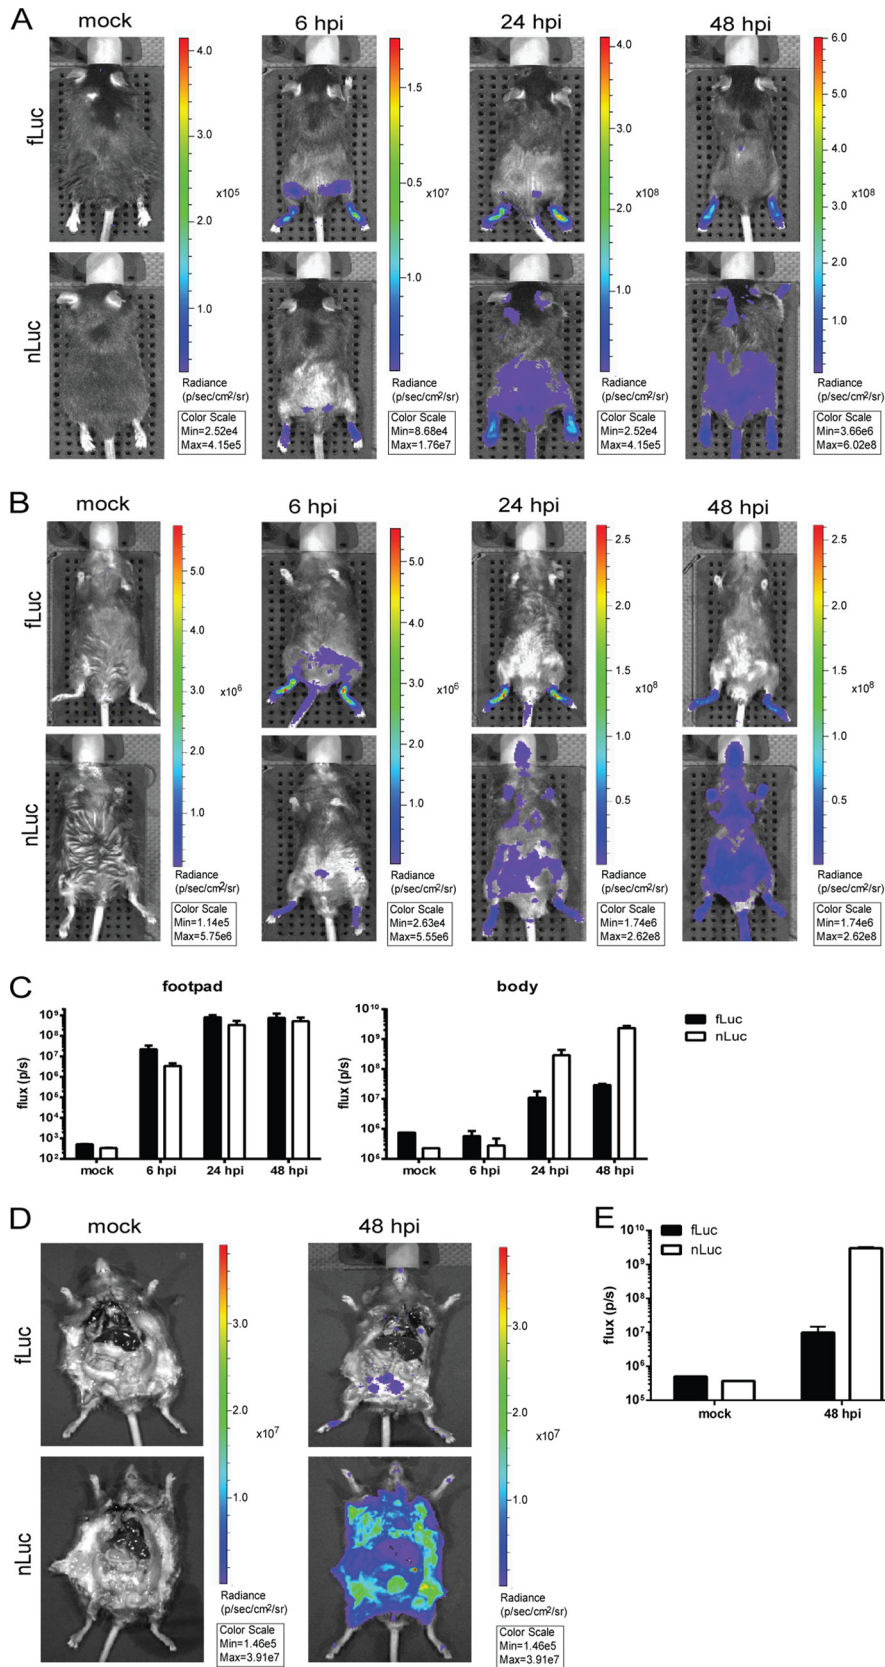 A
mock
6 hpi
24 hpi
48 hpi
fLuc
nLuc
4.0
3.0
2.0
1.0
x10⁵
Radiance
(p/sec/cm²/sr)
Color Scale
Min=2.52e4
Max=4.15e5
1.5
0.5
1.0
x10⁷
Radiance
(p/sec/cm²/sr)
Color Scale
Min=8.68e4
Max=1.76e7
4.0
3.0
2.0
1.0
x10⁸
Radiance
(p/sec/cm²/sr)
Color Scale
Min=2.52e4
Max=4.15e5
6.0
5.0
4.0
3.0
2.0
1.0
x10⁸
Radiance
(p/sec/cm²/sr)
Color Scale
Min=3.66e6
Max=6.02e8
B
mock
6 hpi
24 hpi
48 hpi
fLuc
nLuc
5.0
4.0
3.0
2.0
1.0
x10⁶
Radiance
(p/sec/cm²/sr)
Color Scale
Min=1.14e5
Max=5.75e6
5.0
4.0
3.0
2.0
1.0
x10⁶
Radiance
(p/sec/cm²/sr)
Color Scale
Min=2.63e4
Max=5.55e6
2.5
2.0
1.5
1.0
0.5
x10⁸
Radiance
(p/sec/cm²/sr)
Color Scale
Min=1.74e6
Max=2.62e8
2.5
2.0
1.5
1.0
0.5
x10⁸
Radiance
(p/sec/cm²/sr)
Color Scale
Min=1.74e6
Max=2.62e8
C
footpad
flux (p/s)
10⁹
10⁸
10⁷
10⁶
10⁵
10⁴
10³
10²
mock
6 hpi
24 hpi
48 hpi
body
flux (p/s)
10¹⁰
10⁹
10⁸
10⁷
10⁶
10⁶
mock
6 hpi
24 hpi
48 hpi
fLuc
nLuc
D
mock
48 hpi
fLuc
nLuc
3.0
2.0
1.0
x10⁷
Radiance
(p/sec/cm²/sr)
Color Scale
Min=1.46e5
Max=3.91e7
3.0
2.0
1.0
x10⁷
Radiance
(p/sec/cm²/sr)
Color Scale
Min=1.46e5
Max=3.91e7
E
fLuc
nLuc
flux (p/s)
10¹⁰
10⁹
10⁸
10⁷
10⁶
10⁵
mock
48 hpi